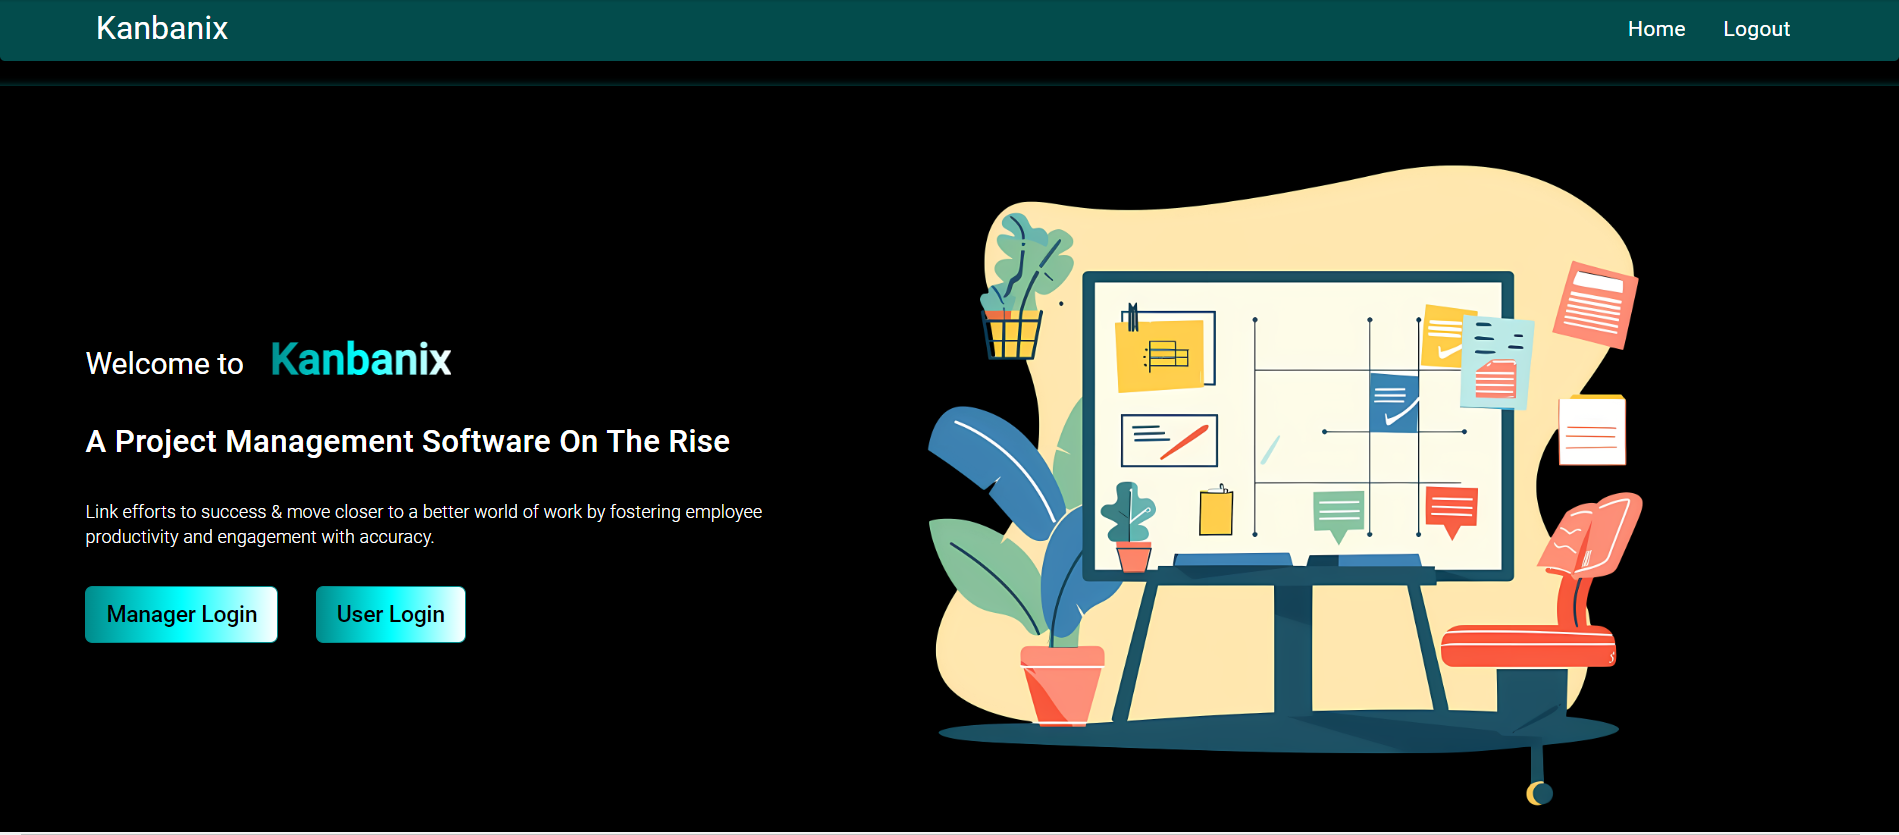 Kanbanix
Home Logout
Welcome to Kanbanix
A Project Management Software On The Rise
Link efforts to success & move closer to a better world of work by fostering employee
productivity and engagement with accuracy.
Manager Login User Login